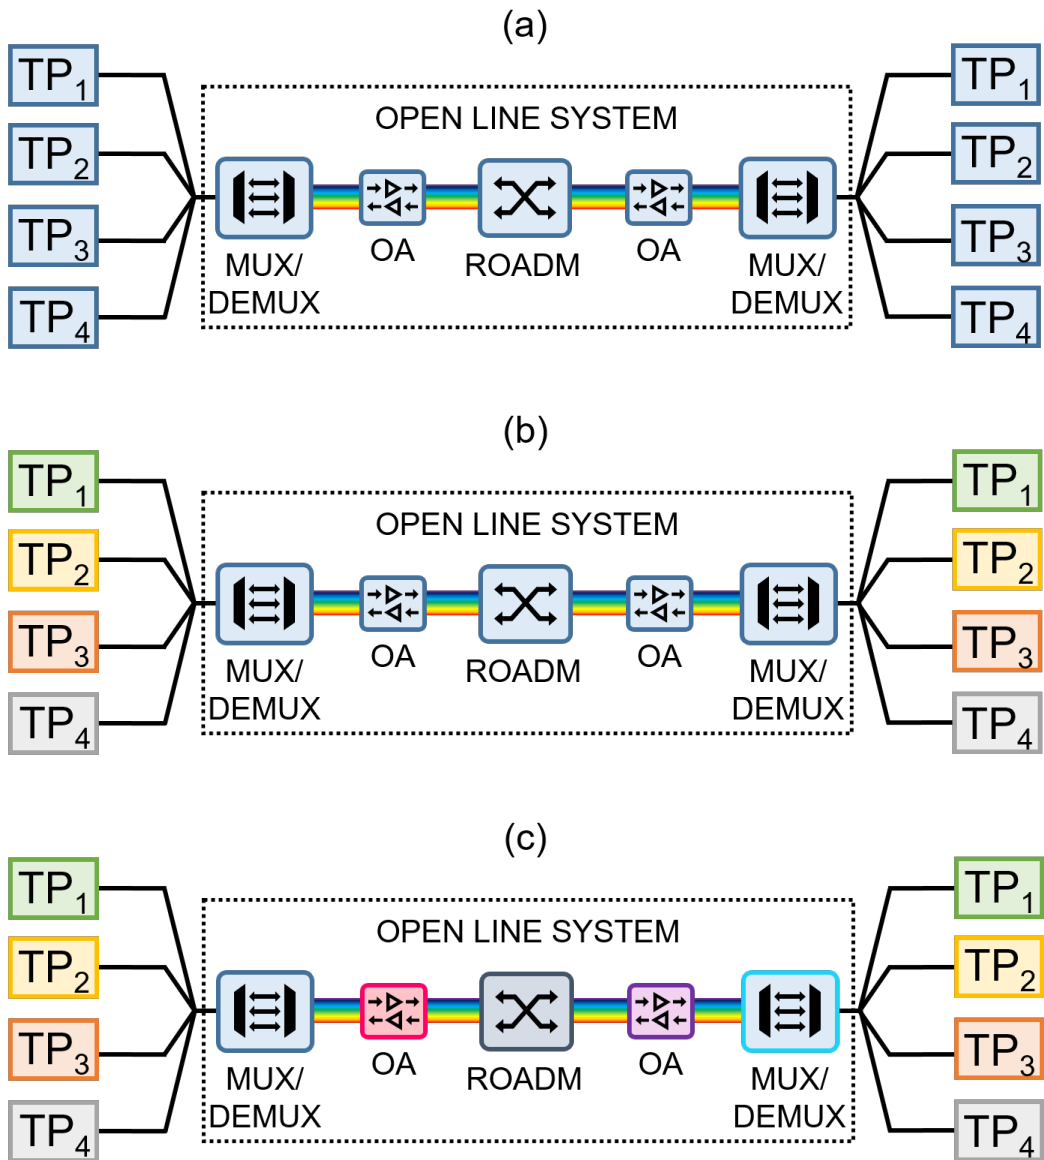 (a)
TP1 TP1
OPEN LINE SYSTEM
TP2 TP2
TP3 OA ROADM OA TP3
MUX/ MUX/
DEMUX DEMUX
TP4 TP4
(b)
TP1 TP1
OPEN LINE SYSTEM
TP2 TP2
TP3 OA ROADM OA TP3
MUX/ MUX/
DEMUX DEMUX
TP4 TP4
(c)
TP1 TP1
OPEN LINE SYSTEM
TP2 TP2
TP3 OA ROADM OA TP3
MUX/ MUX/
DEMUX DEMUX
TP4 TP4